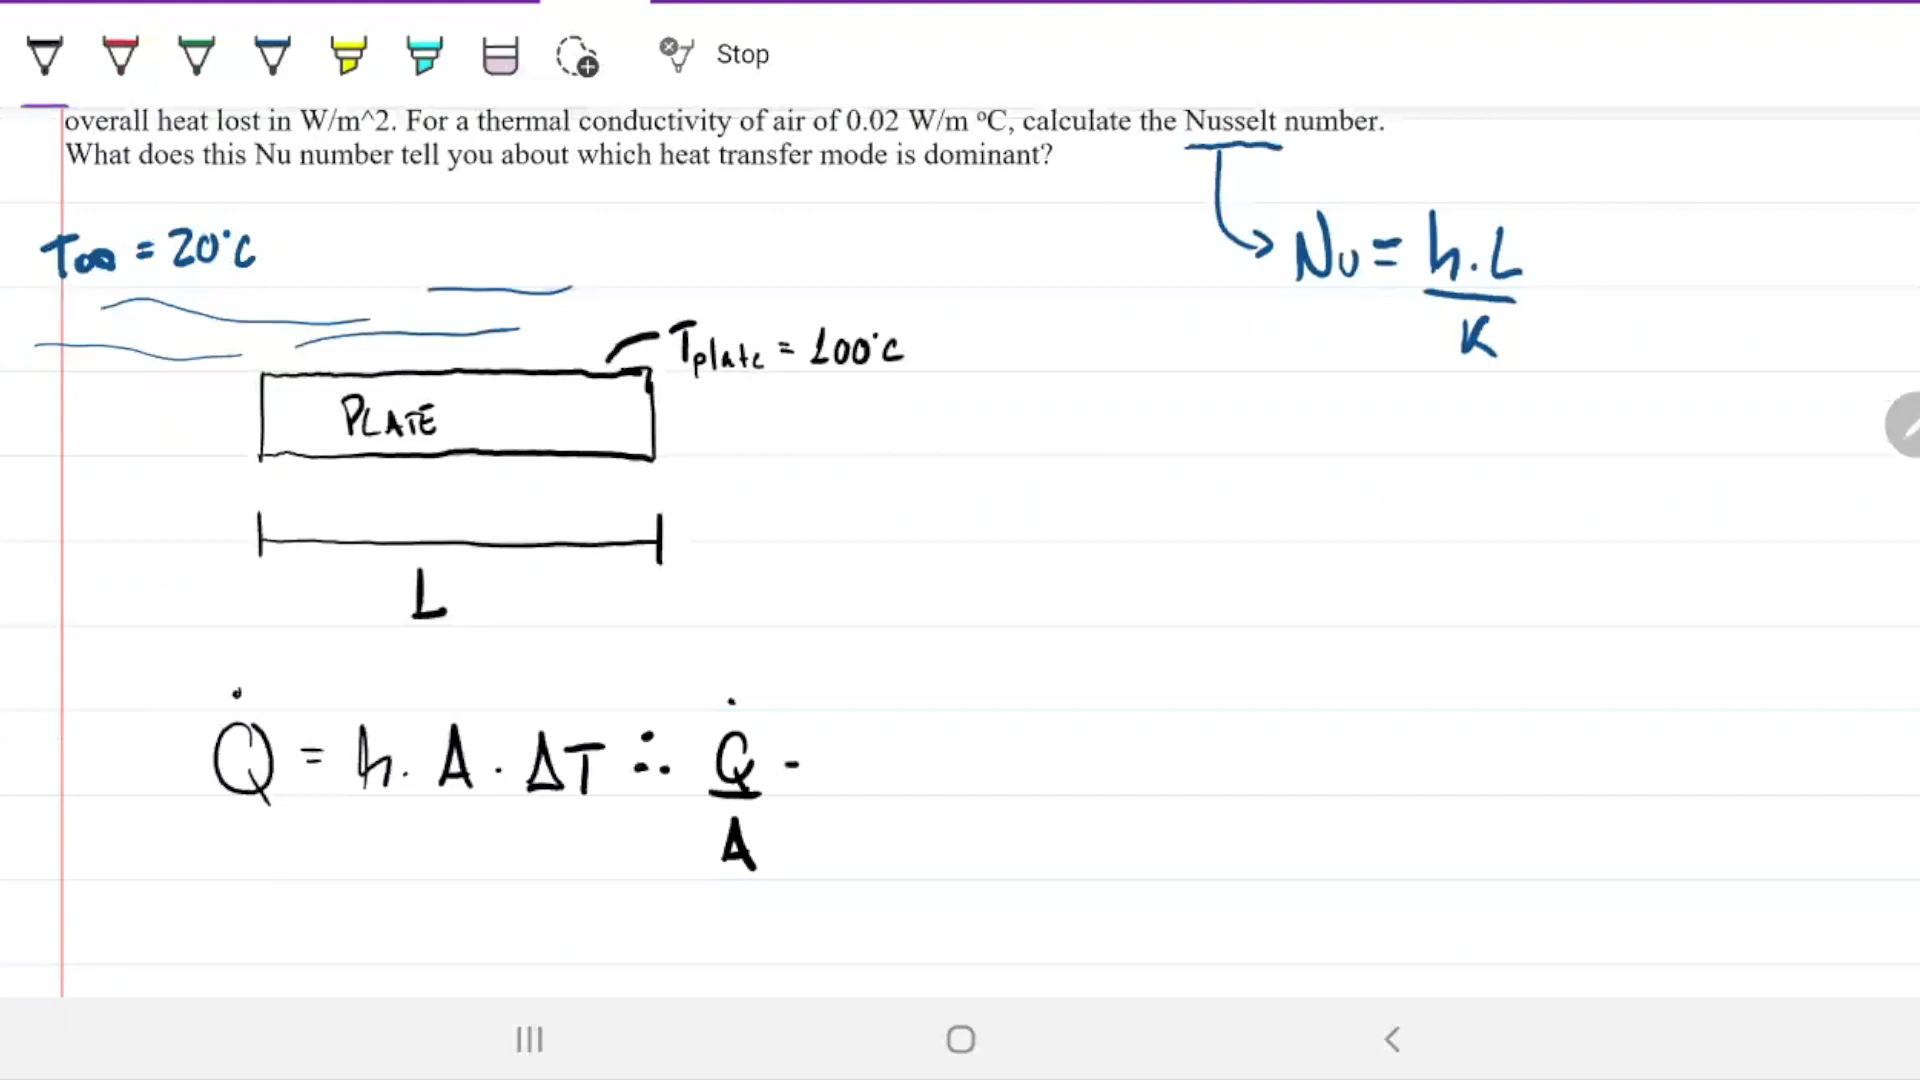 Stop
overall heat lost in W/m^2. For a thermal conductivity of air of 0.02 W/m ºC, calculate the Nusselt number.
What does this Nu number tell you about which heat transfer mode is dominant?
T∞ = 20°C
Nu = h.L
K
Tplate = 100°C
PLATE
L
Q̇ = h. A . ΔT ∴ Q̇ -
A